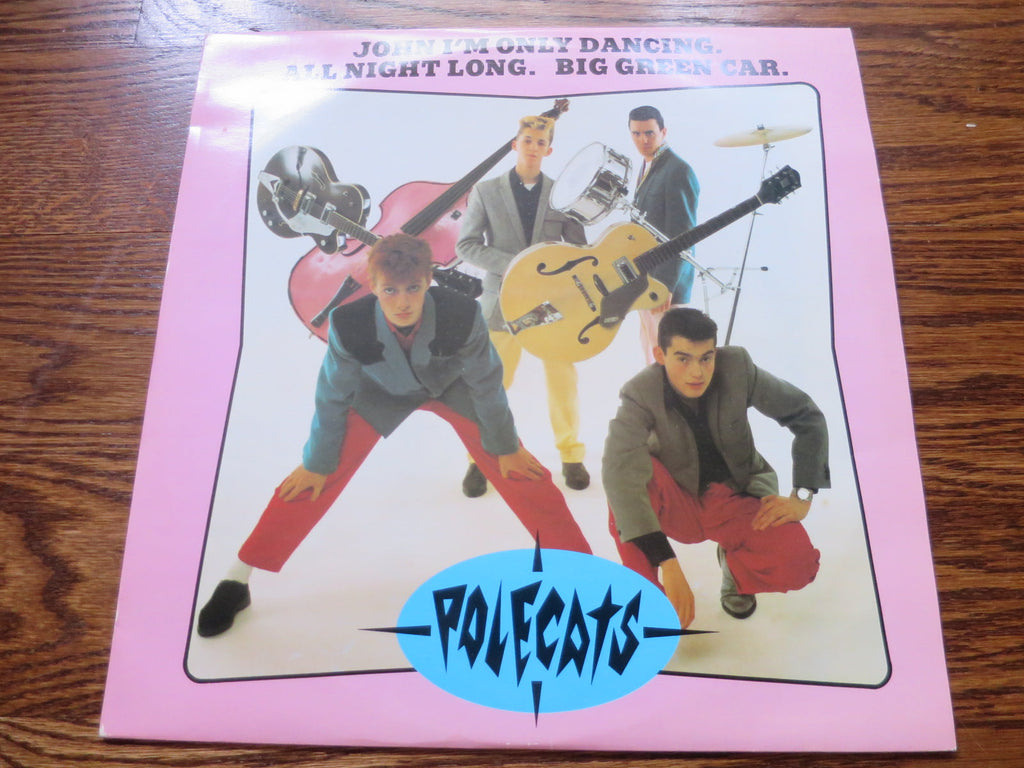 JOHN I'M ONLY DANCING.
ALL NIGHT LONG. BIG GREEN CAR.
POLECATS